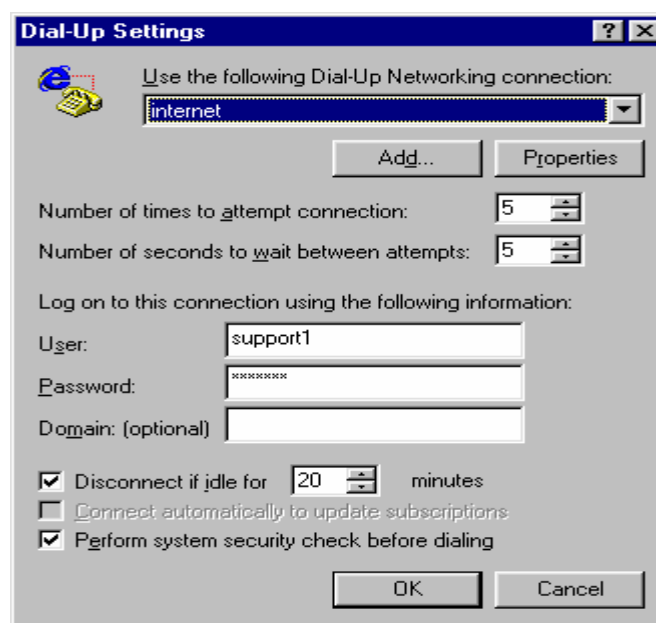 Dial-Up Settings
Use the following Dial-Up Networking connection:
internet
Add... Properties
Number of times to attempt connection: 5
Number of seconds to wait between attempts: 5
Log on to this connection using the following information:
User: support1
Password: *******
Domain: (optional)
Disconnect if idle for 20 minutes
Connect automatically to update subscriptions
Perform system security check before dialing
OK Cancel